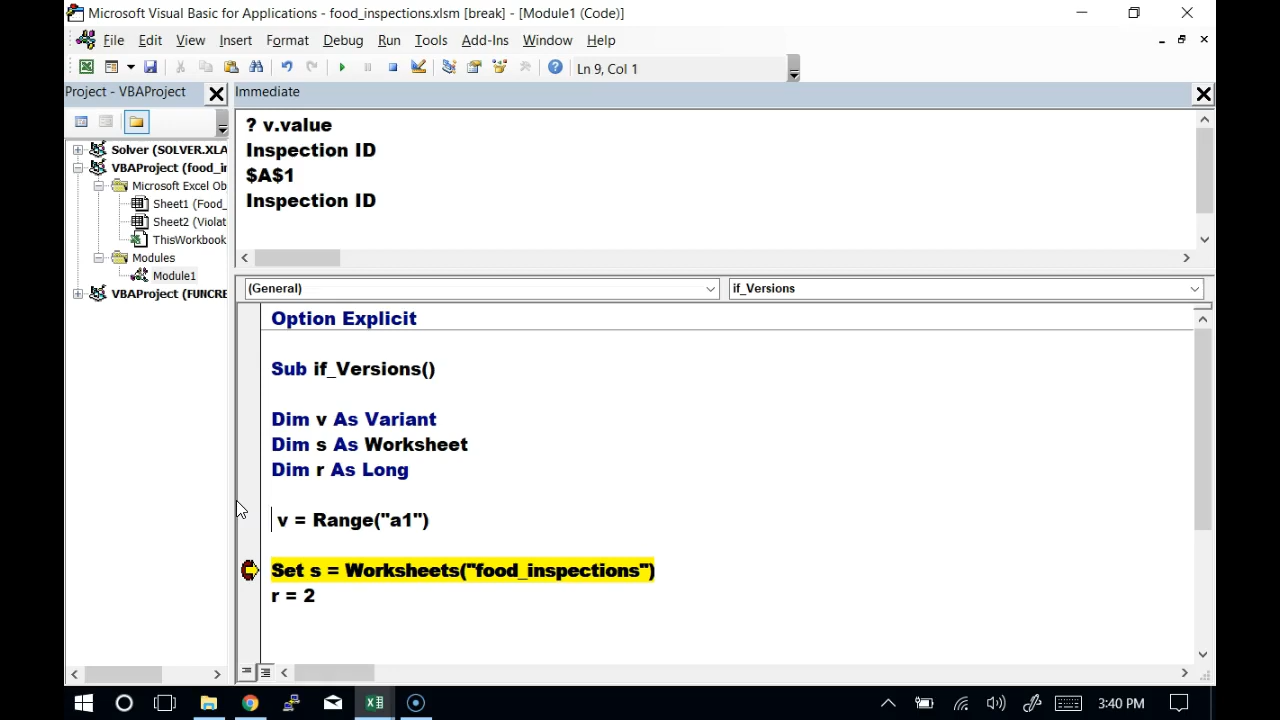 Microsoft Visual Basic for Applications - food_inspections.xlsm [break] - [Module1 (Code)]
File Edit View Insert Format Debug Run Tools Add-Ins Window Help
Ln 9, Col 1
Project - VBAProject
Immediate
Solver (SOLVER.XLA
VBAProject (food_in
Microsoft Excel Ob
Sheet1 (Food_
Sheet2 (Violat
ThisWorkbook
Modules
Module1
VBAProject (FUNCRE
? v.value
Inspection ID
$A$1
Inspection ID
(General)
if_Versions
Option Explicit
Sub if_Versions()
Dim v As Variant
Dim s As Worksheet
Dim r As Long
v = Range("a1")
Set s = Worksheets("food_inspections")
r = 2
3:40 PM